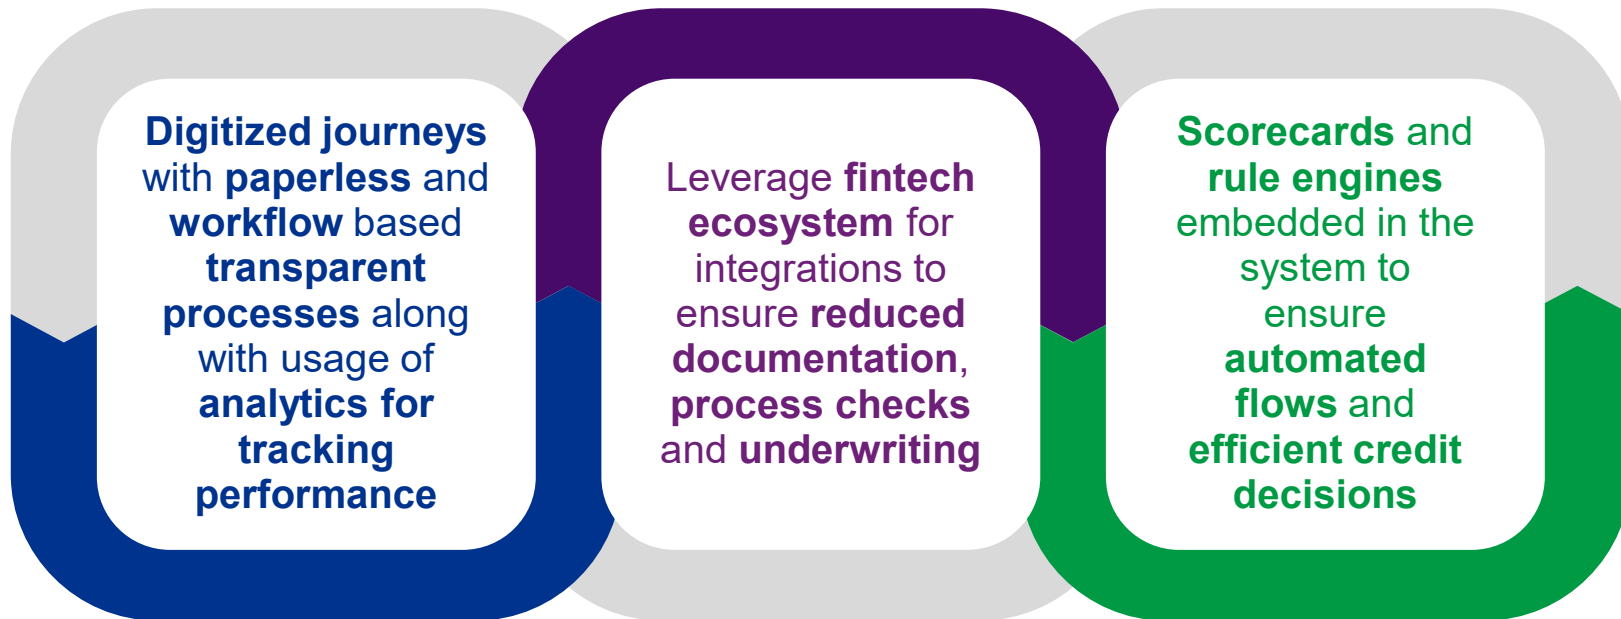 Digitized journeys
with paperless and
workflow based
transparent
processes along
with usage of
analytics for
tracking
performance
Leverage fintech
ecosystem for
integrations to
ensure reduced
documentation,
process checks
and underwriting
Scorecards and
rule engines
embedded in the
system to
ensure
automated
flows and
efficient credit
decisions